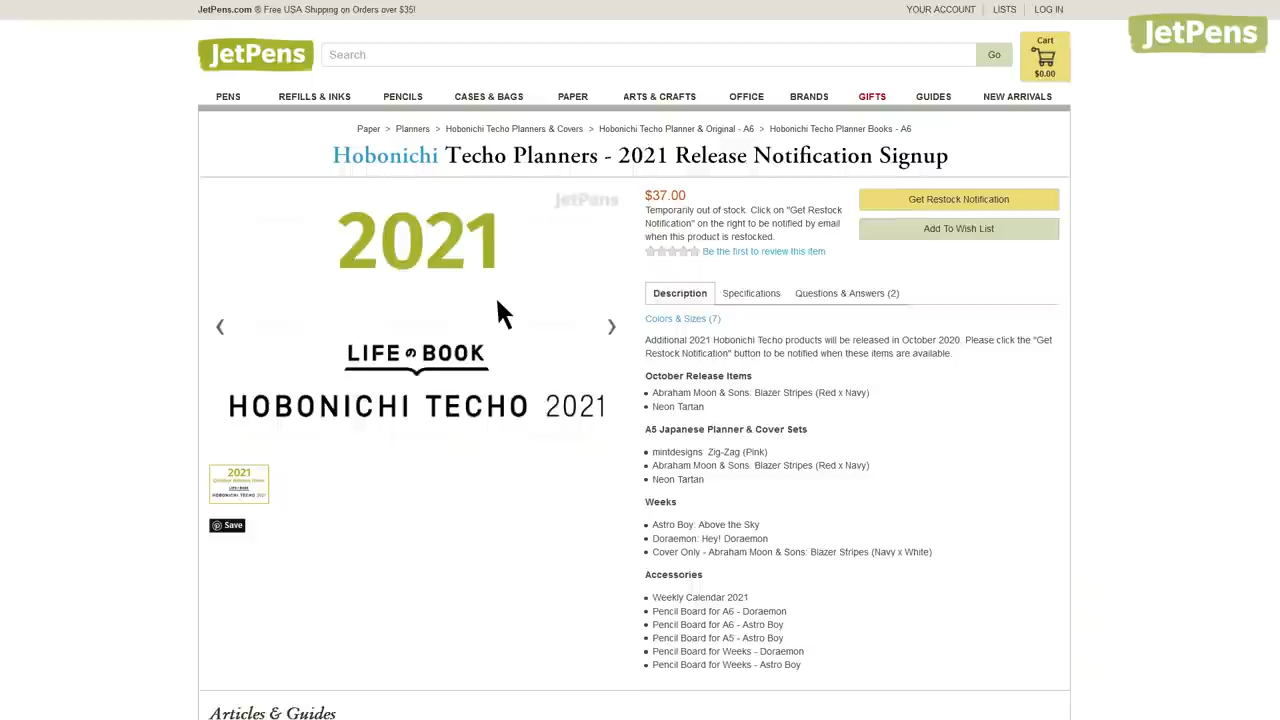 JetPens.com ® Free USA Shipping on Orders over $35!
YOUR ACCOUNT LISTS LOG IN
JetPens
JetPens
Search
Go
Cart
$0.00
PENS REFILLS & INKS PENCILS CASES & BAGS PAPER ARTS & CRAFTS OFFICE BRANDS GIFTS GUIDES NEW ARRIVALS
Paper > Planners > Hobonichi Techo Planners & Covers > Hobonichi Techo Planner & Original - A6 > Hobonichi Techo Planner Books - A6
Hobonichi Techo Planners - 2021 Release Notification Signup
JetPens
2021
LIFE の BOOK
HOBONICHI TECHO 2021
2021
LIFE の BOOK
HOBONICHI TECHO 2021
Save
$37.00
Temporarily out of stock. Click on "Get Restock
Notification" on the right to be notified by email
when this product is restocked.
Be the first to review this item
Get Restock Notification
Add To Wish List
Description Specifications Questions & Answers (2)
Colors & Sizes (7)
Additional 2021 Hobonichi Techo products will be released in October 2020. Please click the "Get
Restock Notification" button to be notified when these items are available.
October Release Items
Abraham Moon & Sons: Blazer Stripes (Red x Navy)
Neon Tartan
A5 Japanese Planner & Cover Sets
mintdesigns Zig-Zag (Pink)
Abraham Moon & Sons Blazer Stripes (Red x Navy)
Neon Tartan
Weeks
Astro Boy: Above the Sky
Doraemon: Hey! Doraemon
Cover Only - Abraham Moon & Sons: Blazer Stripes (Navy x White)
Accessories
Weekly Calendar 2021
Pencil Board for A6 - Doraemon
Pencil Board for A6 - Astro Boy
Pencil Board for A5 - Astro Boy
Pencil Board for Weeks - Doraemon
Pencil Board for Weeks - Astro Boy
Articles & Guides